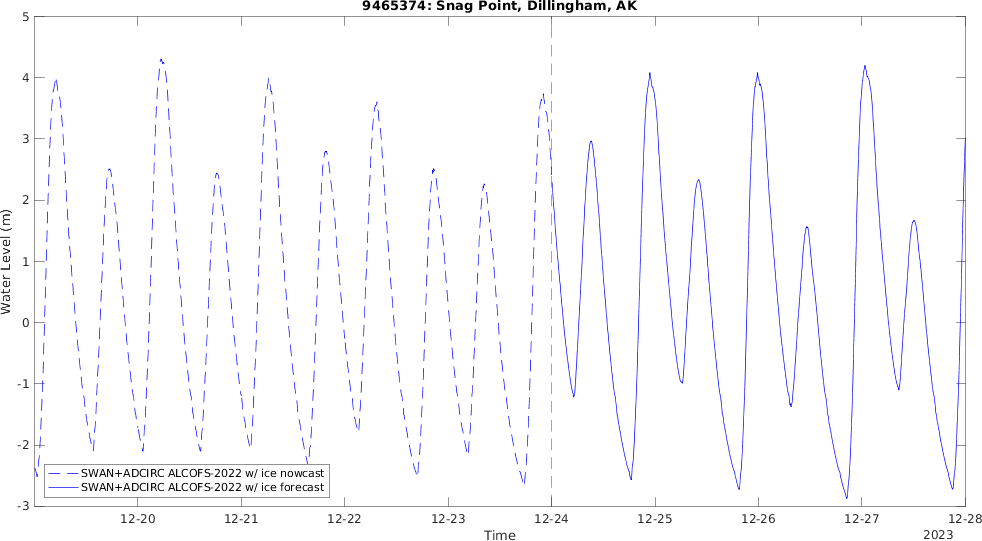 9465374: Snag Point, Dillingham, AK
5
4
3
2
1
0
-1
-2
-3
Water Level (m)
SWAN+ADCIRC ALCOFS-2022 w/ ice nowcast
SWAN+ADCIRC ALCOFS-2022 w/ ice forecast
12-20 12-21 12-22 12-23 12-24 12-25 12-26 12-27 12-28
Time
2023